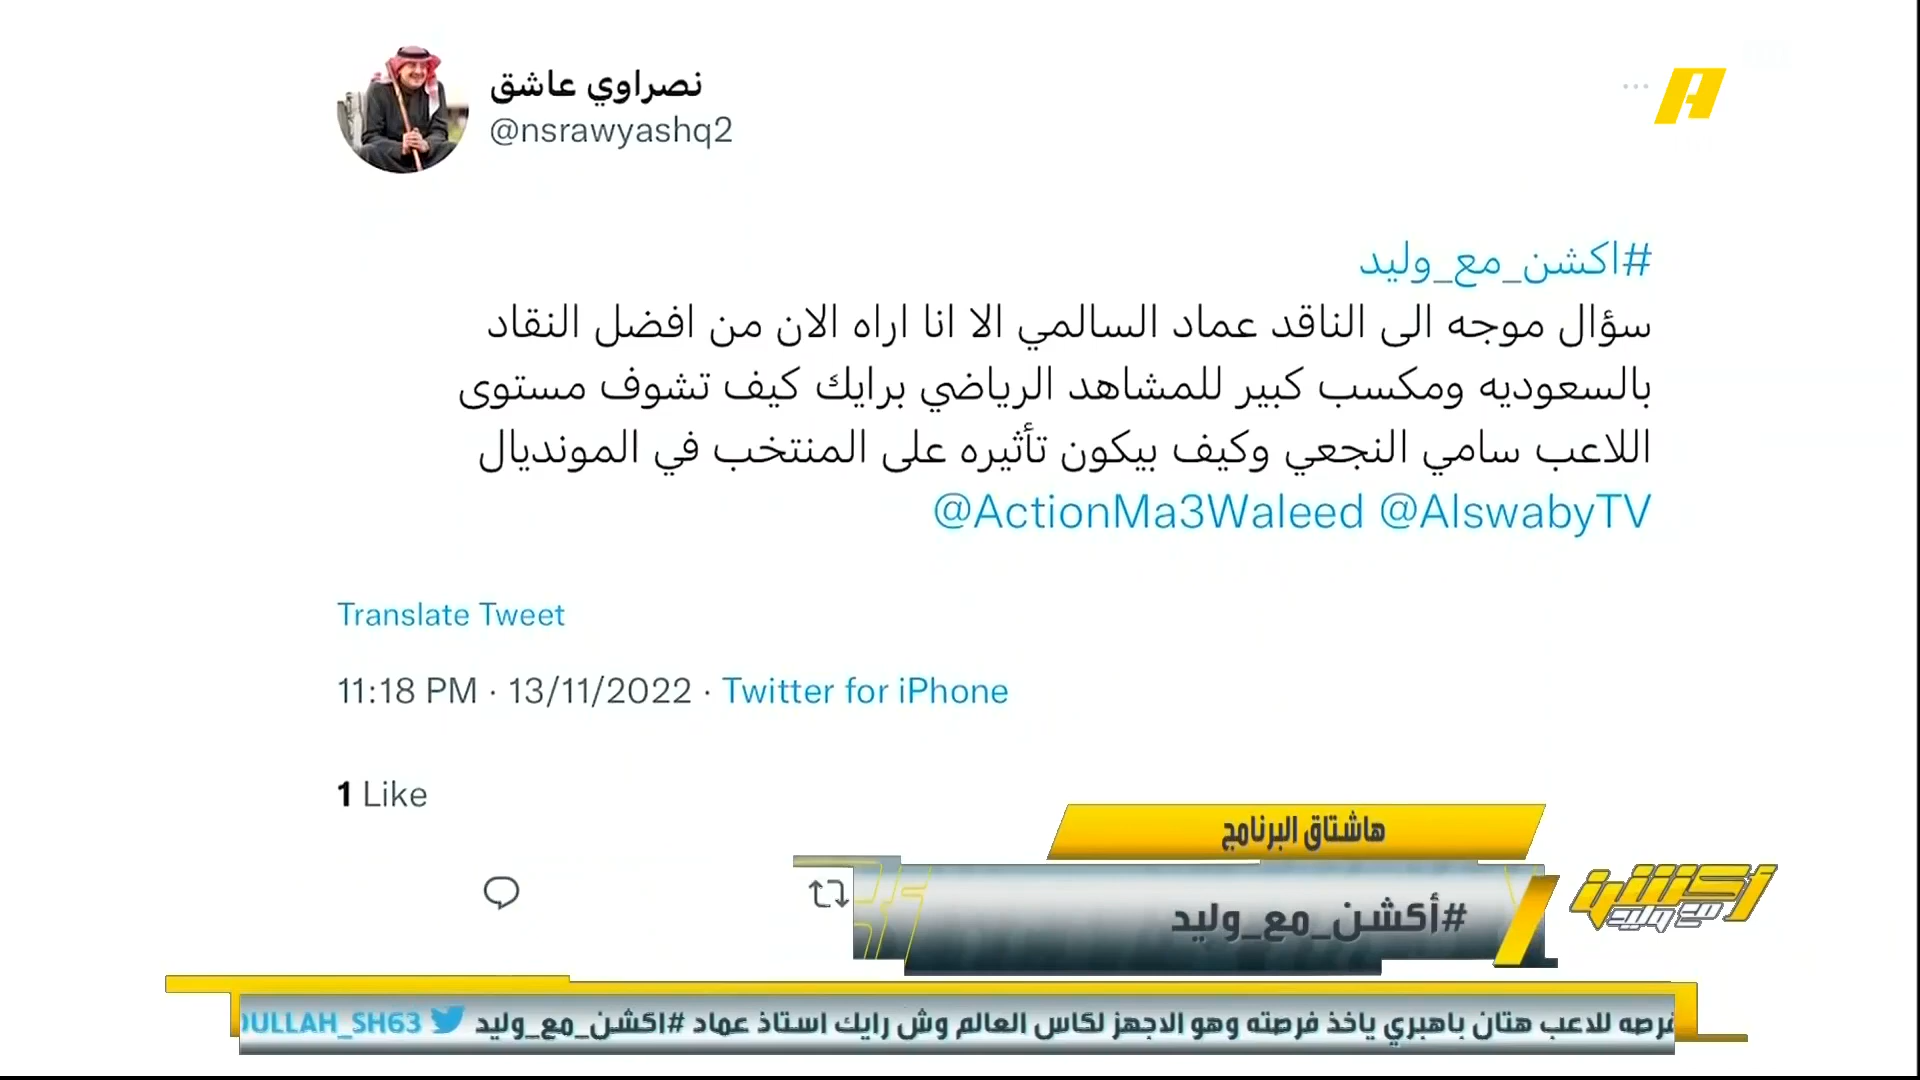 نصراوي عاشق
@nsrawyashq2
#اكشن_مع_وليد
سؤال موجه الى الناقد عماد السالمي الا انا اراه الان من افضل النقاد
بالسعوديه ومكسب كبير للمشاهد الرياضي برايك كيف تشوف مستوى
اللاعب سامي النجعي وكيف بيكون تأثيره على المنتخب في المونديال
@ActionMa3Waleed @AlswabyTV
Translate Tweet
11:18 PM · 13/11/2022 · Twitter for iPhone
1 Like
هاشتاق البرنامج
#أكشن_مع_وليد
أكشن مع وليد
فرصه للاعب هتان باهبري ياخذ فرصته وهو الاجهز لكاس العالم وش رايك استاذ عماد #اكشن_مع_وليد DULLAH_SH63